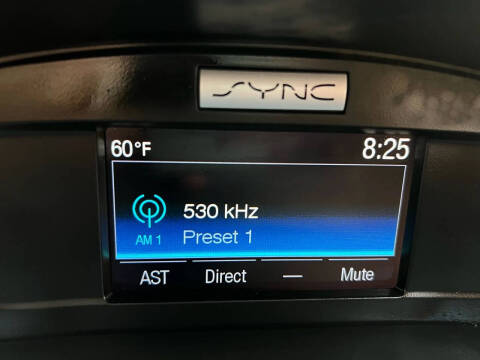 SYNC
60°F 8:25
530 kHz
AM 1 Preset 1
AST Direct — Mute